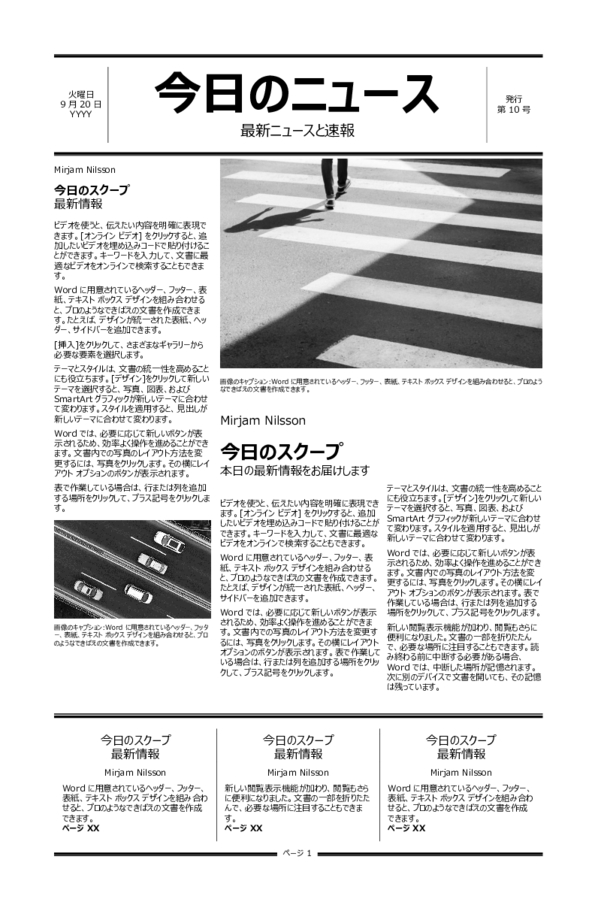 火曜日
9 月 20 日
YYYY
今日のニュース
最新ニュースと速報
発行
第 10 号
Mirjam Nilsson
今日のスクープ
最新情報
ビデオを使うと、伝えたい内容を明確に表現で
きます。[オンライン ビデオ] をクリックすると、追
加したいビデオを埋め込みコードで貼り付けるこ
とができます。キーワードを入力して、文書に最
適なビデオをオンラインで検索することもできま
す。
Word に用意されているヘッダー、フッター、表
紙、テキスト ボックス デザインを組み合わせる
と、プロのようなできばえの文書を作成できま
す。たとえば、デザインが統一された表紙、ヘッ
ダー、サイドバーを追加できます。
[挿入]をクリックして、さまざまなギャラリーから
必要な要素を選択します。
テーマとスタイルは、文書の統一性を高めること
にも役立ちます。[デザイン]をクリックして新しい
テーマを選択すると、写真、図表、および
SmartArt グラフィックが新しいテーマに合わせ
て変わります。スタイルを適用すると、見出しが
新しいテーマに合わせて変わります。
Word では、必要に応じて新しいボタンが表
示されるため、効率よく操作を進めることができ
ます。文書内での写真のレイアウト方法を変
更するには、写真をクリックします。その横にレイ
アウト オプションのボタンが表示されます。
表で作業している場合は、行または列を追加
する場所をクリックして、プラス記号をクリックしま
す。
画像のキャプション: Word に用意されているヘッダー、フッタ
ー、表紙、テキスト ボックス デザインを組み合わせると、プロ
のようなできばえの文書を作成できます。
画像のキャプション: Word に用意されているヘッダー、フッター、表紙、テキスト ボックス デザインを組み合わせると、プロのよう
なできばえの文書を作成できます。
Mirjam Nilsson
今日のスクープ
本日の最新情報をお届けします
ビデオを使うと、伝えたい内容を明確に表現でき
ます。[オンライン ビデオ] をクリックすると、追加
したいビデオを埋め込みコードで貼り付けることが
できます。キーワードを入力して、文書に最適な
ビデオをオンラインで検索することもできます。
Word に用意されているヘッダー、フッター、表
紙、テキスト ボックス デザインを組み合わせる
と、プロのようなできばえの文書を作成できます。
たとえば、デザインが統一された表紙、ヘッダー、
サイドバーを追加できます。
Word では、必要に応じて新しいボタンが表示
されるため、効率よく操作を進めることができま
す。文書内での写真のレイアウト方法を変更す
るには、写真をクリックします。その横にレイアウト
オプションのボタンが表示されます。表で作業して
いる場合は、行または列を追加する場所をクリッ
クして、プラス記号をクリックします。
テーマとスタイルは、文書の統一性を高めること
にも役立ちます。[デザイン]をクリックして新しい
テーマを選択すると、写真、図表、および
SmartArt グラフィックが新しいテーマに合わせ
て変わります。スタイルを適用すると、見出しが
新しいテーマに合わせて変わります。
Word では、必要に応じて新しいボタンが表
示されるため、効率よく操作を進めることができ
ます。文書内での写真のレイアウト方法を変
更するには、写真をクリックします。その横にレイ
アウト オプションのボタンが表示されます。表で
作業している場合は、行または列を追加する
場所をクリックして、プラス記号をクリックします。
新しい閲覧表示機能が加わり、閲覧もさらに
便利になりました。文書の一部を折りたたん
で、必要な場所に注目することもできます。読
み終わる前に中断する必要がある場合、
Word では、中断した場所が記憶されます。
次に別のデバイスで文書を開いても、その記憶
は残っています。
今日のスクープ
最新情報
Mirjam Nilsson
Word に用意されているヘッダー、フッター、
表紙、テキスト ボックス デザインを組み合わ
せると、プロのようなできばえの文書を作成
できます。
ページ XX
今日のスクープ
最新情報
Mirjam Nilsson
新しい閲覧表示機能が加わり、閲覧もさら
に便利になりました。文書の一部を折りたた
んで、必要な場所に注目することもできま
す。
ページ XX
今日のスクープ
最新情報
Mirjam Nilsson
Word に用意されているヘッダー、フッター、
表紙、テキスト ボックス デザインを組み合わ
せると、プロのようなできばえの文書を作成
できます。
ページ XX
ページ 1